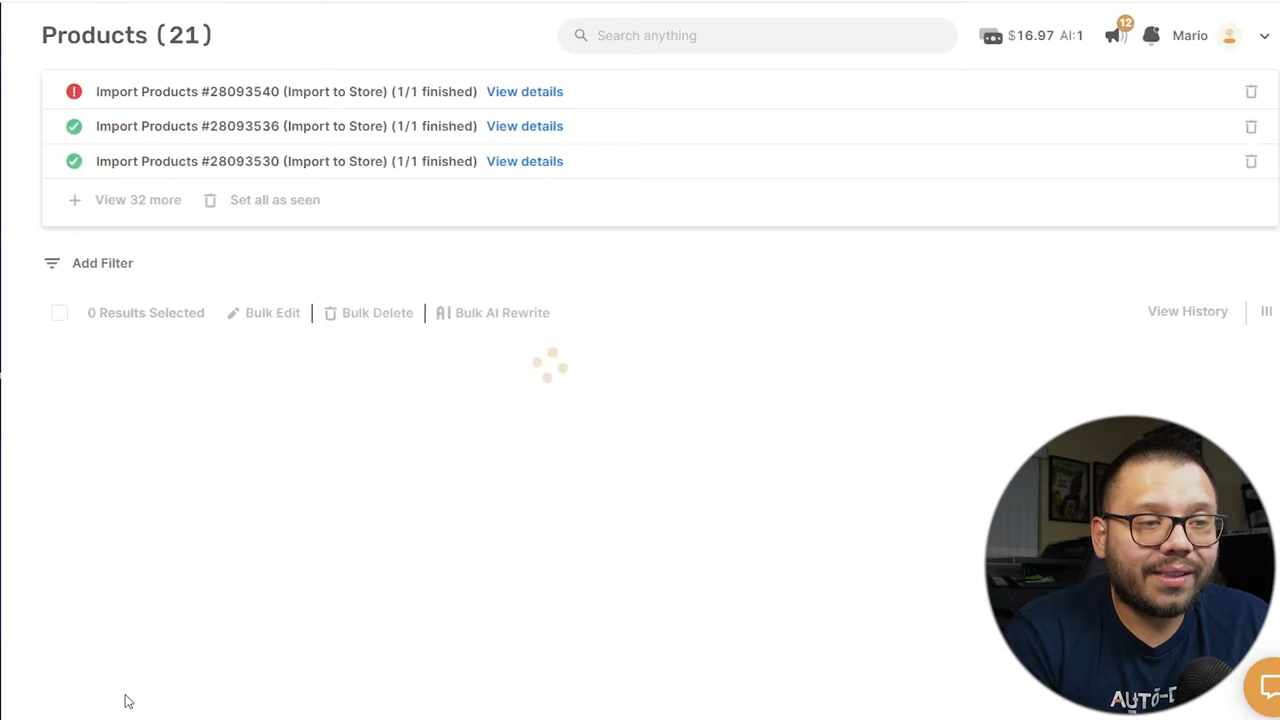 Products (21)
Search anything
$16.97 AI:1
12
Mario
Import Products #28093540 (Import to Store) (1/1 finished) View details
Import Products #28093536 (Import to Store) (1/1 finished) View details
Import Products #28093530 (Import to Store) (1/1 finished) View details
+ View 32 more Set all as seen
Add Filter
0 Results Selected Bulk Edit | Bulk Delete | AI Bulk AI Rewrite
View History
AUTO-D